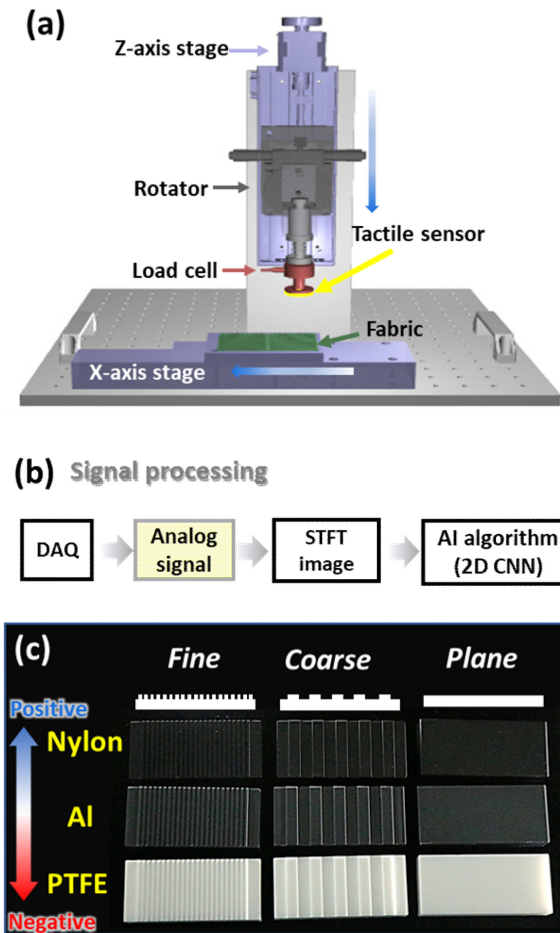 (a)
Z-axis stage
Rotator
Tactile sensor
Load cell
Fabric
X-axis stage
(b) Signal processing
DAQ
Analog
signal
STFT
image
AI algorithm
(2D CNN)
(c)
Fine
Coarse
Plane
Positive
Nylon
Al
PTFE
Negative